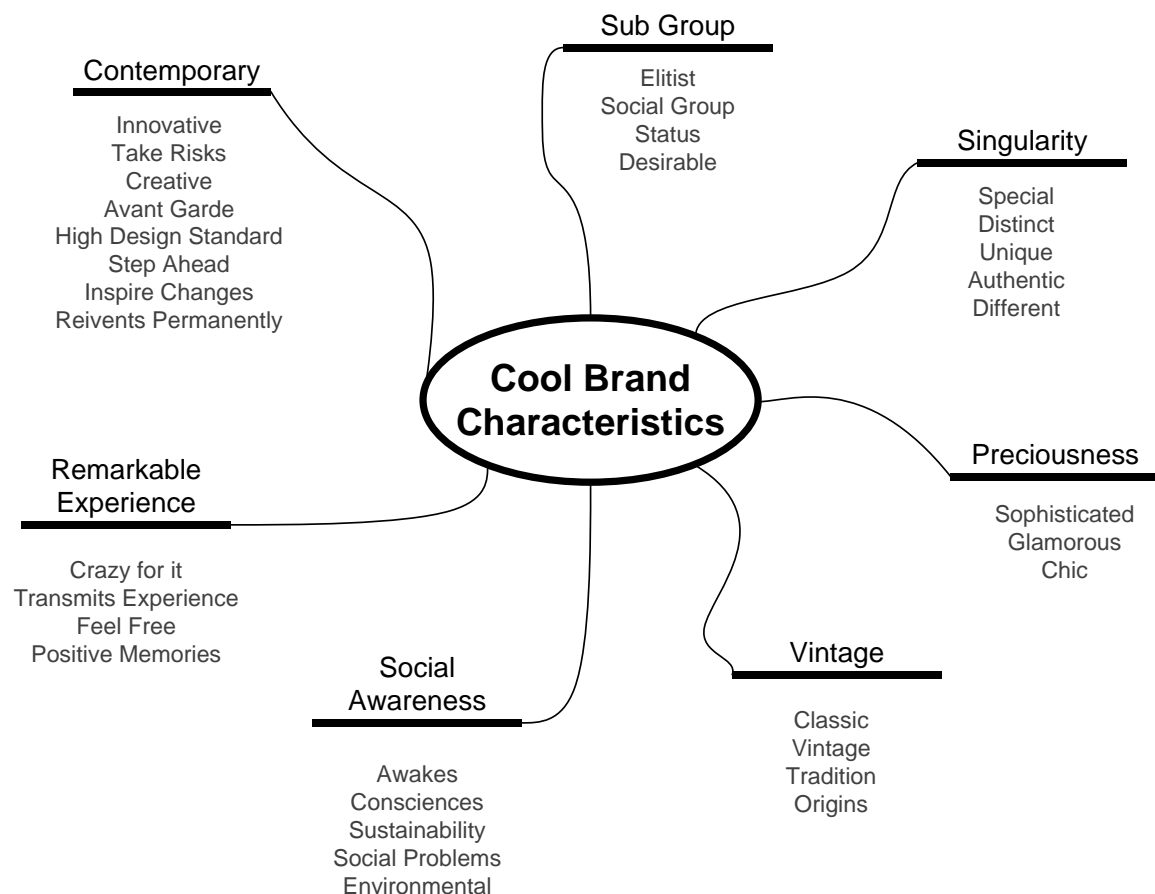 Sub Group
Elitist
Social Group
Status
Desirable
Contemporary
Innovative
Take Risks
Creative
Avant Garde
High Design Standard
Step Ahead
Inspire Changes
Reivents Permanently
Singularity
Special
Distinct
Unique
Authentic
Different
Cool Brand
Characteristics
Preciousness
Sophisticated
Glamorous
Chic
Remarkable
Experience
Crazy for it
Transmits Experience
Feel Free
Positive Memories
Social
Awareness
Awakes
Consciences
Sustainability
Social Problems
Environmental
Vintage
Classic
Vintage
Tradition
Origins